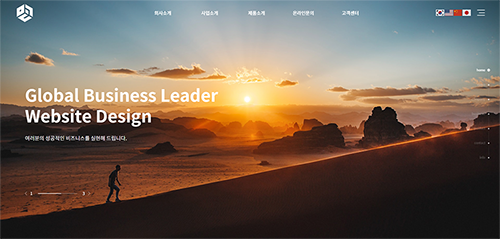 회사소개 사업소개 제품소개 온라인문의 고객센터
home
Global Business Leader
Website Design
여러분의 성공적인 비즈니스를 실현해 드립니다.
1 3